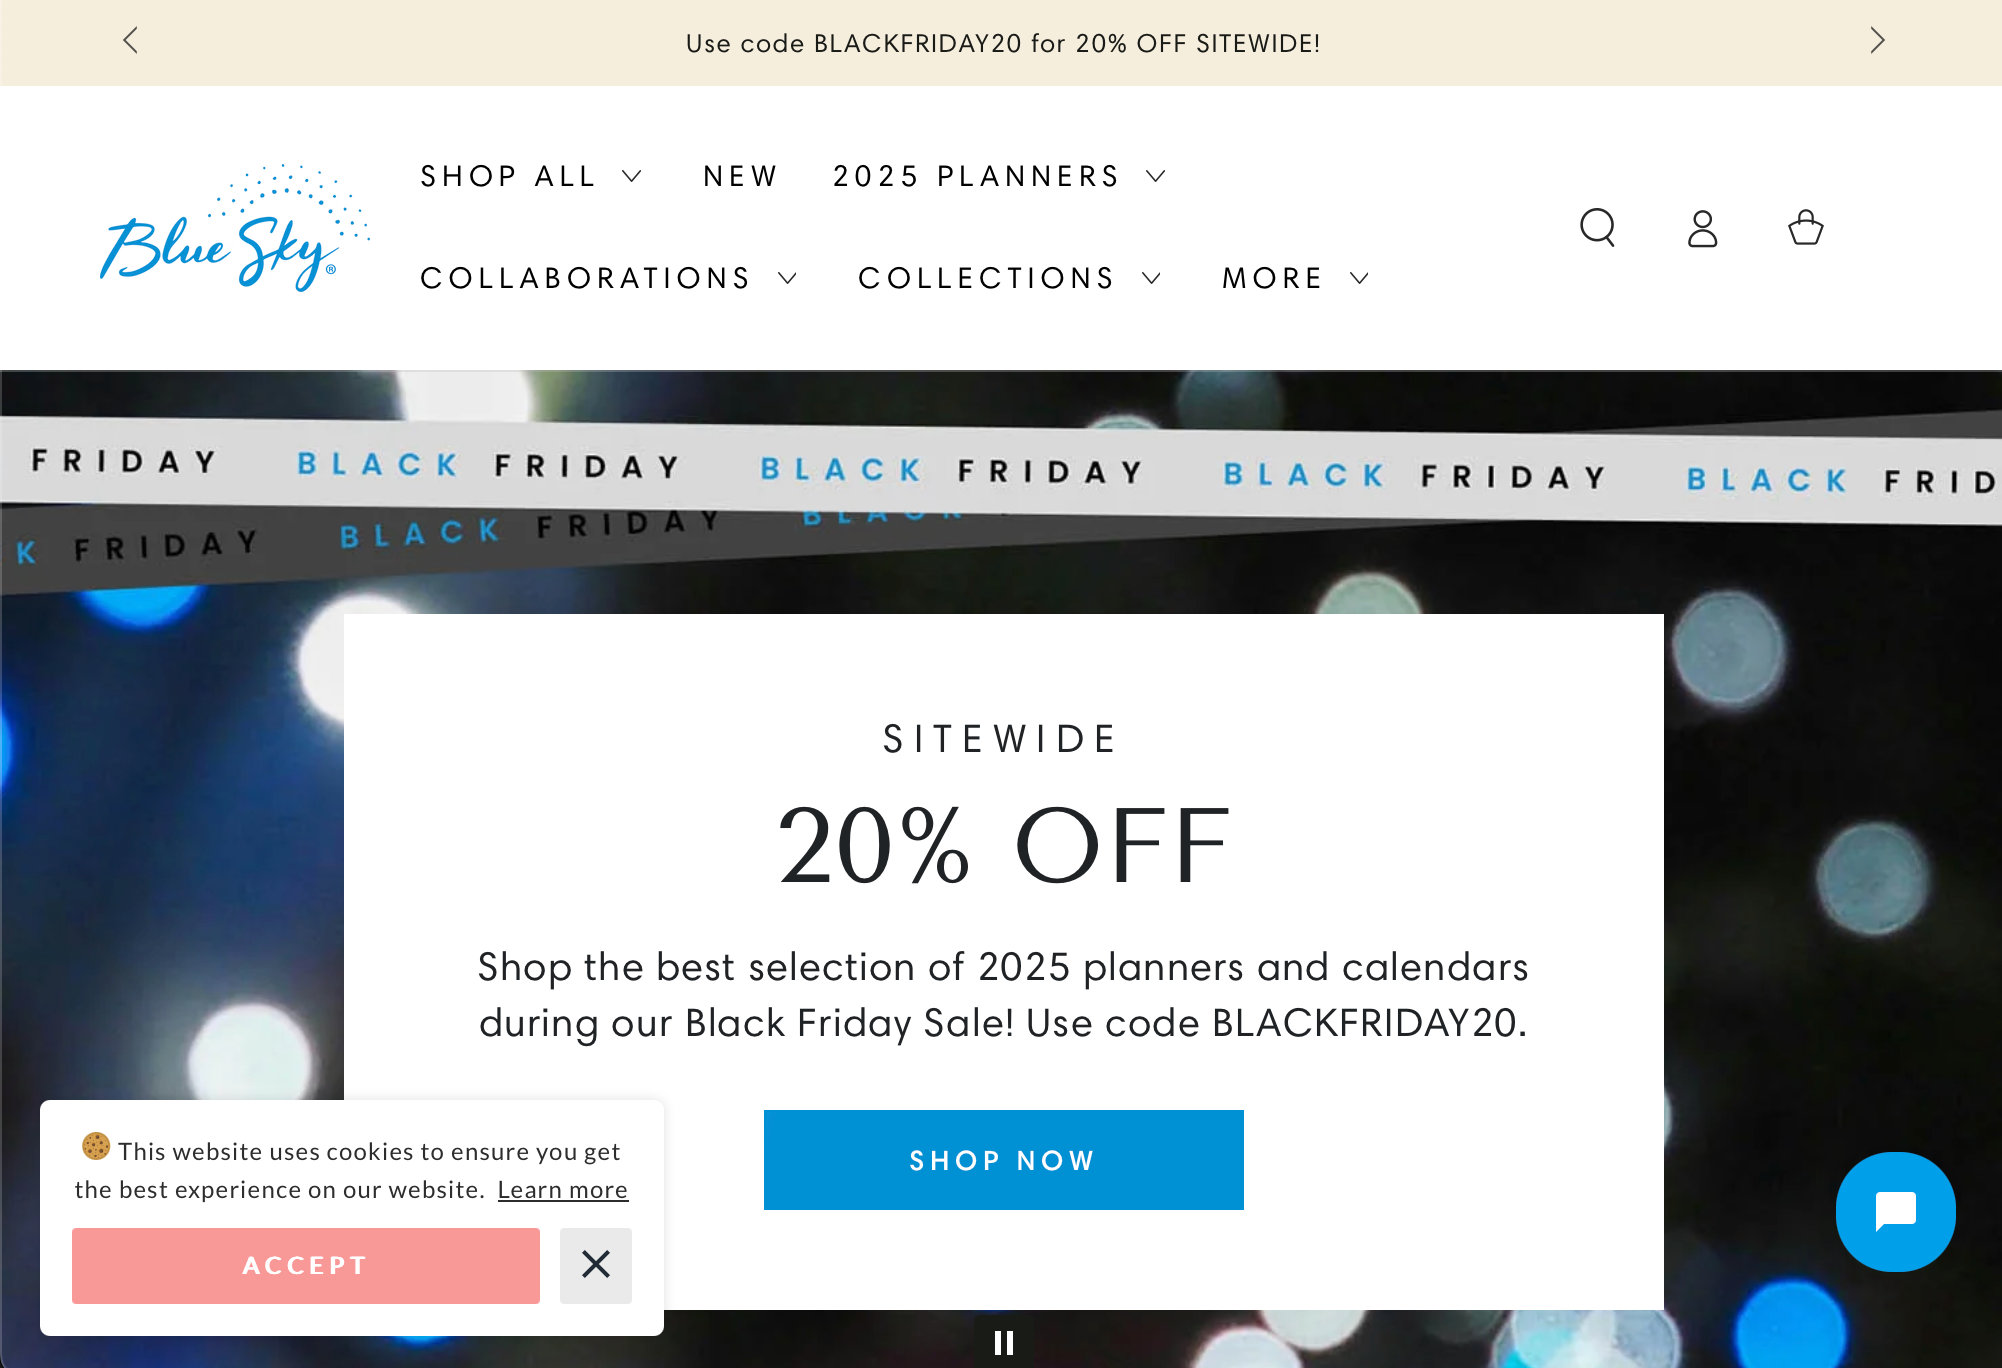 Use code BLACKFRIDAY20 for 20% OFF SITEWIDE!
Blue Sky®
SHOP ALL NEW 2025 PLANNERS
COLLABORATIONS COLLECTIONS MORE
FRIDAY BLACK FRIDAY BLACK FRIDAY BLACK FRIDAY BLACK FRID
K FRIDAY BLACK FRIDAY BLACK
SITEWIDE
20% OFF
Shop the best selection of 2025 planners and calendars
during our Black Friday Sale! Use code BLACKFRIDAY20.
SHOP NOW
This website uses cookies to ensure you get
the best experience on our website. Learn more
ACCEPT